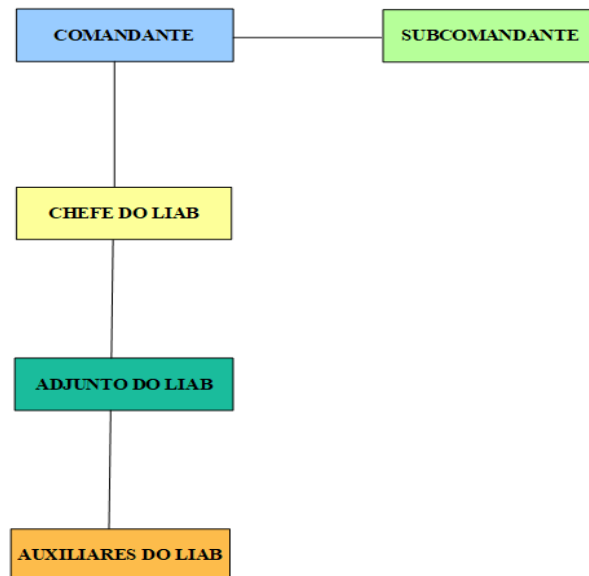 COMANDANTE
SUBCOMANDANTE
CHEFE DO LIAB
ADJUNTO DO LIAB
AUXILIARES DO LIAB